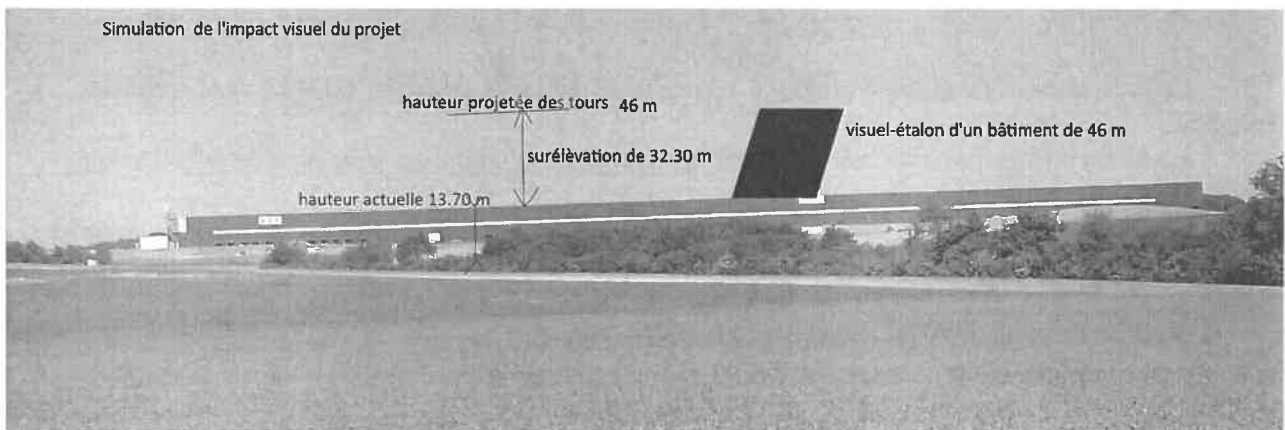 Simulation de l'impact visuel du projet
hauteur projetée des tours 46 m
visuel-étalon d'un bâtiment de 46 m
surélèvation de 32.30 m
hauteur actuelle 13.70 m